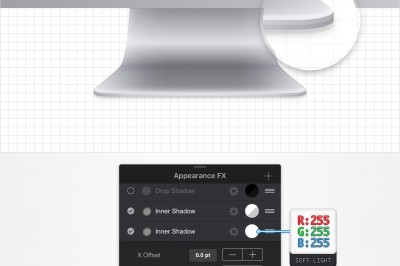 Appearance FX
Drop Shadow
Inner Shadow
Inner Shadow
R:255
G:255
B:255
SOFT LIGHT
X Offset
0.0 pt